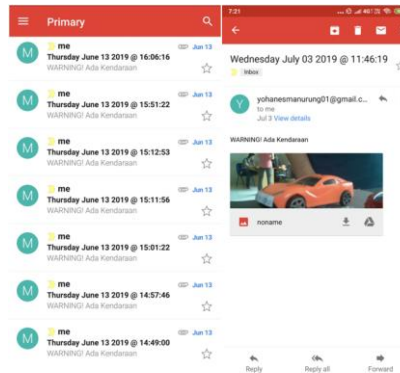 Primary
M
me
Jun 13
Thursday June 13 2019 @ 16:06:16
WARNING! Ada Kendaraan
M
me
Jun 13
Thursday June 13 2019 @ 15:51:22
WARNING! Ada Kendaraan
M
me
Jun 13
Thursday June 13 2019 @ 15:12:53
WARNING! Ada Kendaraan
M
me
Jun 13
Thursday June 13 2019 @ 15:11:56
WARNING! Ada Kendaraan
M
me
Jun 13
Thursday June 13 2019 @ 15:01:22
WARNING! Ada Kendaraan
M
me
Jun 13
Thursday June 13 2019 @ 14:57:46
WARNING! Ada Kendaraan
M
me
Jun 13
Thursday June 13 2019 @ 14:49:00
WARNING! Ada Kendaraan
7:21
Wednesday July 03 2019 @ 11:46:19
Inbox
Y
yohanesmanurung01@gmail.c...
to me
Jul 3 View details
WARNING! Ada Kendaraan
noname
Reply
Reply all
Forward